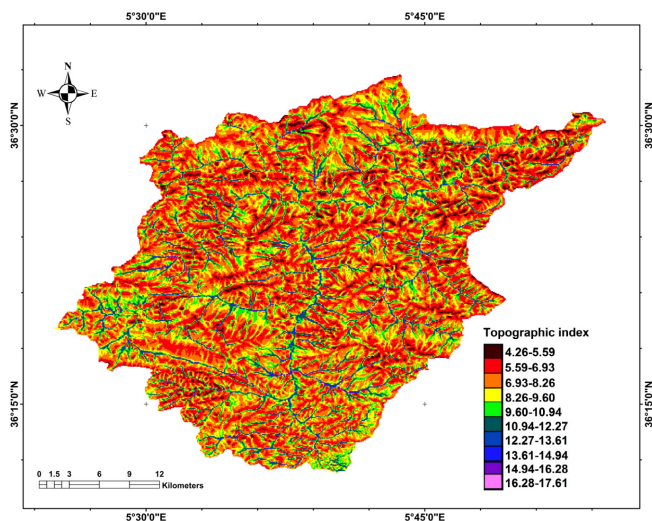 5°30'0"E 5°45'0"E
N
W E
S
36°30'0"N 36°30'0"N
36°15'0"N 36°15'0"N
Topographic index
4.26-5.59
5.59-6.93
6.93-8.26
8.26-9.60
9.60-10.94
10.94-12.27
12.27-13.61
13.61-14.94
14.94-16.28
16.28-17.61
0 1.5 3 6 9 12
Kilometers
5°30'0"E 5°45'0"E